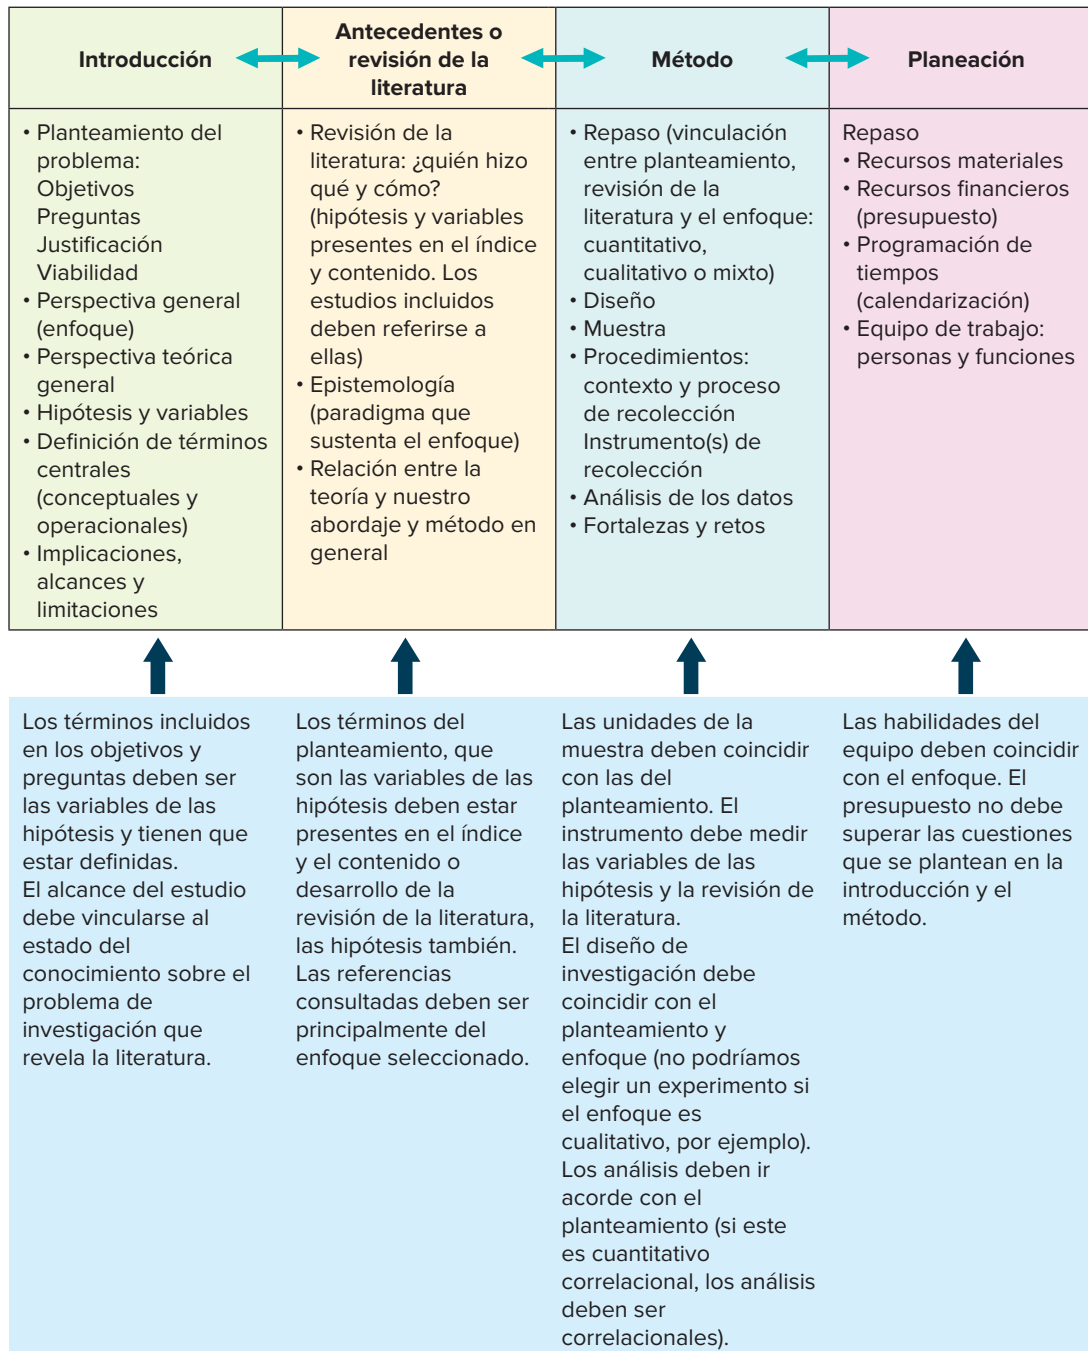 Introducción
Antecedentes o
revisión de la
literatura
Método
Planeación
• Planteamiento del
problema:
Objetivos
Preguntas
Justificación
Viabilidad
• Perspectiva general
(enfoque)
• Perspectiva teórica
general
• Hipótesis y variables
• Definición de términos
centrales
(conceptuales y
operacionales)
• Implicaciones,
alcances y
limitaciones
• Revisión de la
literatura: ¿quién hizo
qué y cómo?
(hipótesis y variables
presentes en el índice
y contenido. Los
estudios incluidos
deben referirse a
ellas)
• Epistemología
(paradigma que
sustenta el enfoque)
• Relación entre la
teoría y nuestro
abordaje y método en
general
• Repaso (vinculación
entre planteamiento,
revisión de la
literatura y el enfoque:
cuantitativo,
cualitativo o mixto)
• Diseño
• Muestra
• Procedimientos:
contexto y proceso
de recolección
Instrumento(s) de
recolección
• Análisis de los datos
• Fortalezas y retos
Repaso
• Recursos materiales
• Recursos financieros
(presupuesto)
• Programación de
tiempos
(calendarización)
• Equipo de trabajo:
personas y funciones
Los términos incluidos
en los objetivos y
preguntas deben ser
las variables de las
hipótesis y tienen que
estar definidas.
El alcance del estudio
debe vincularse al
estado del
conocimiento sobre el
problema de
investigación que
revela la literatura.
Los términos del
planteamiento, que
son las variables de las
hipótesis deben estar
presentes en el índice
y el contenido o
desarrollo de la
revisión de la literatura,
las hipótesis también.
Las referencias
consultadas deben ser
principalmente del
enfoque seleccionado.
Las unidades de la
muestra deben coincidir
con las del
planteamiento. El
instrumento debe medir
las variables de las
hipótesis y la revisión de
la literatura.
El diseño de
investigación debe
coincidir con el
planteamiento y
enfoque (no podríamos
elegir un experimento si
el enfoque es
cualitativo, por ejemplo).
Los análisis deben ir
acorde con el
planteamiento (si este
es cuantitativo
correlacional, los análisis
deben ser
correlacionales).
Las habilidades del
equipo deben coincidir
con el enfoque. El
presupuesto no debe
superar las cuestiones
que se plantean en la
introducción y el
método.